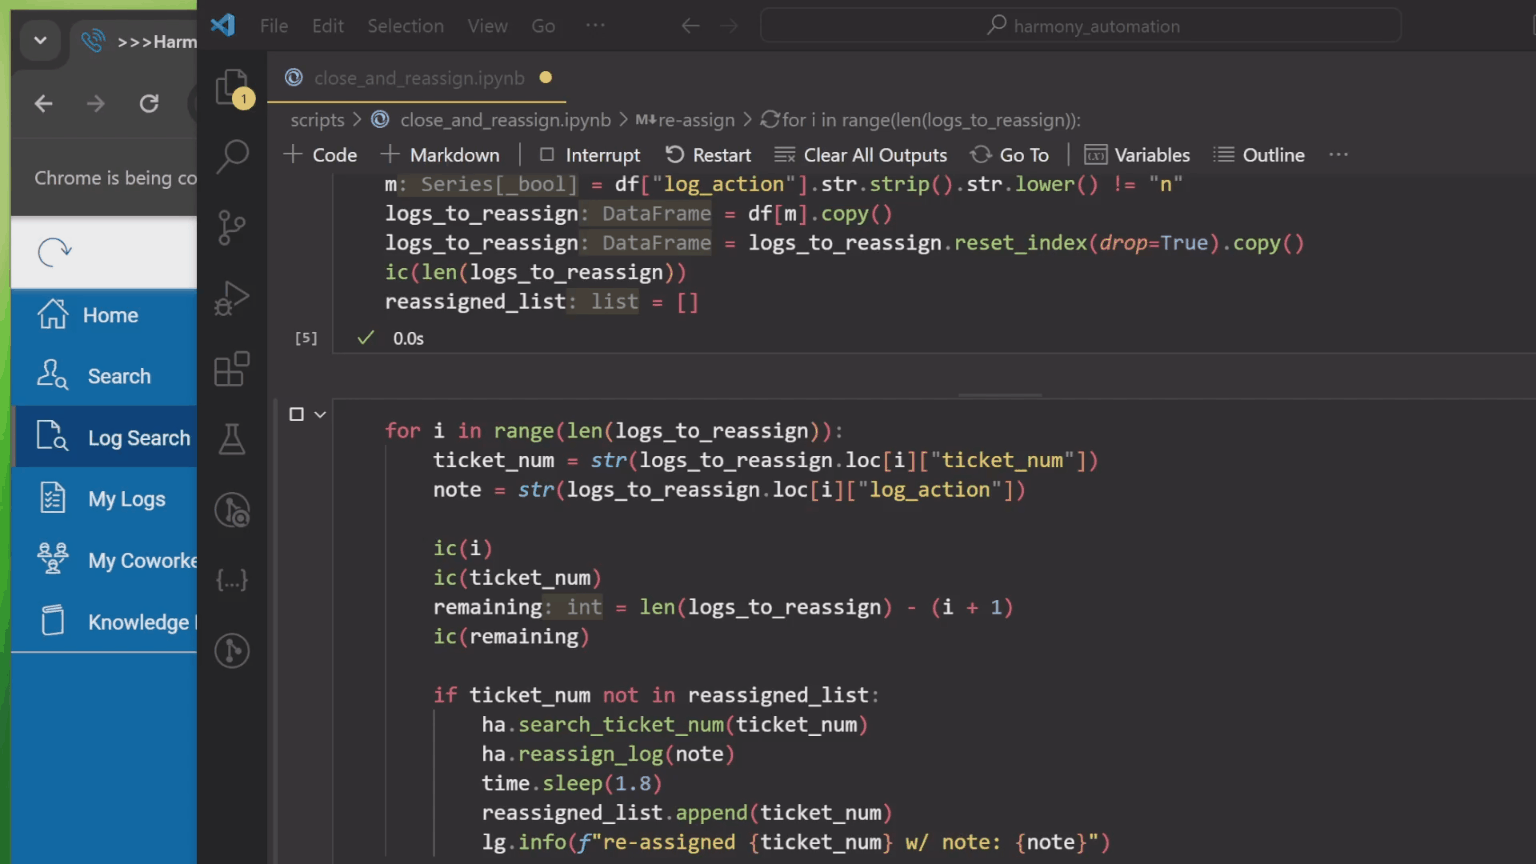 >>>Harm
Chrome is being co
Home
Search
Log Search
My Logs
My Coworke
Knowledge
File Edit Selection View Go ···
harmony_automation
1
close_and_reassign.ipynb
scripts > close_and_reassign.ipynb > M↓re-assign > for i in range(len(logs_to_reassign)):
+ Code + Markdown | Interrupt Restart Clear All Outputs Go To | Variables Outline ···
m: Series[_bool] = df["log_action"].str.strip().str.lower() != "n"
logs_to_reassign: DataFrame = df[m].copy()
logs_to_reassign: DataFrame = logs_to_reassign.reset_index(drop=True).copy()
ic(len(logs_to_reassign))
reassigned_list: list = []
[5] ✓ 0.0s
for i in range(len(logs_to_reassign)):
ticket_num = str(logs_to_reassign.loc[i]["ticket_num"])
note = str(logs_to_reassign.loc[i]["log_action"])
ic(i)
ic(ticket_num)
remaining: int = len(logs_to_reassign) - (i + 1)
ic(remaining)
if ticket_num not in reassigned_list:
ha.search_ticket_num(ticket_num)
ha.reassign_log(note)
time.sleep(1.8)
reassigned_list.append(ticket_num)
lg.info(f"re-assigned {ticket_num} w/ note: {note}")